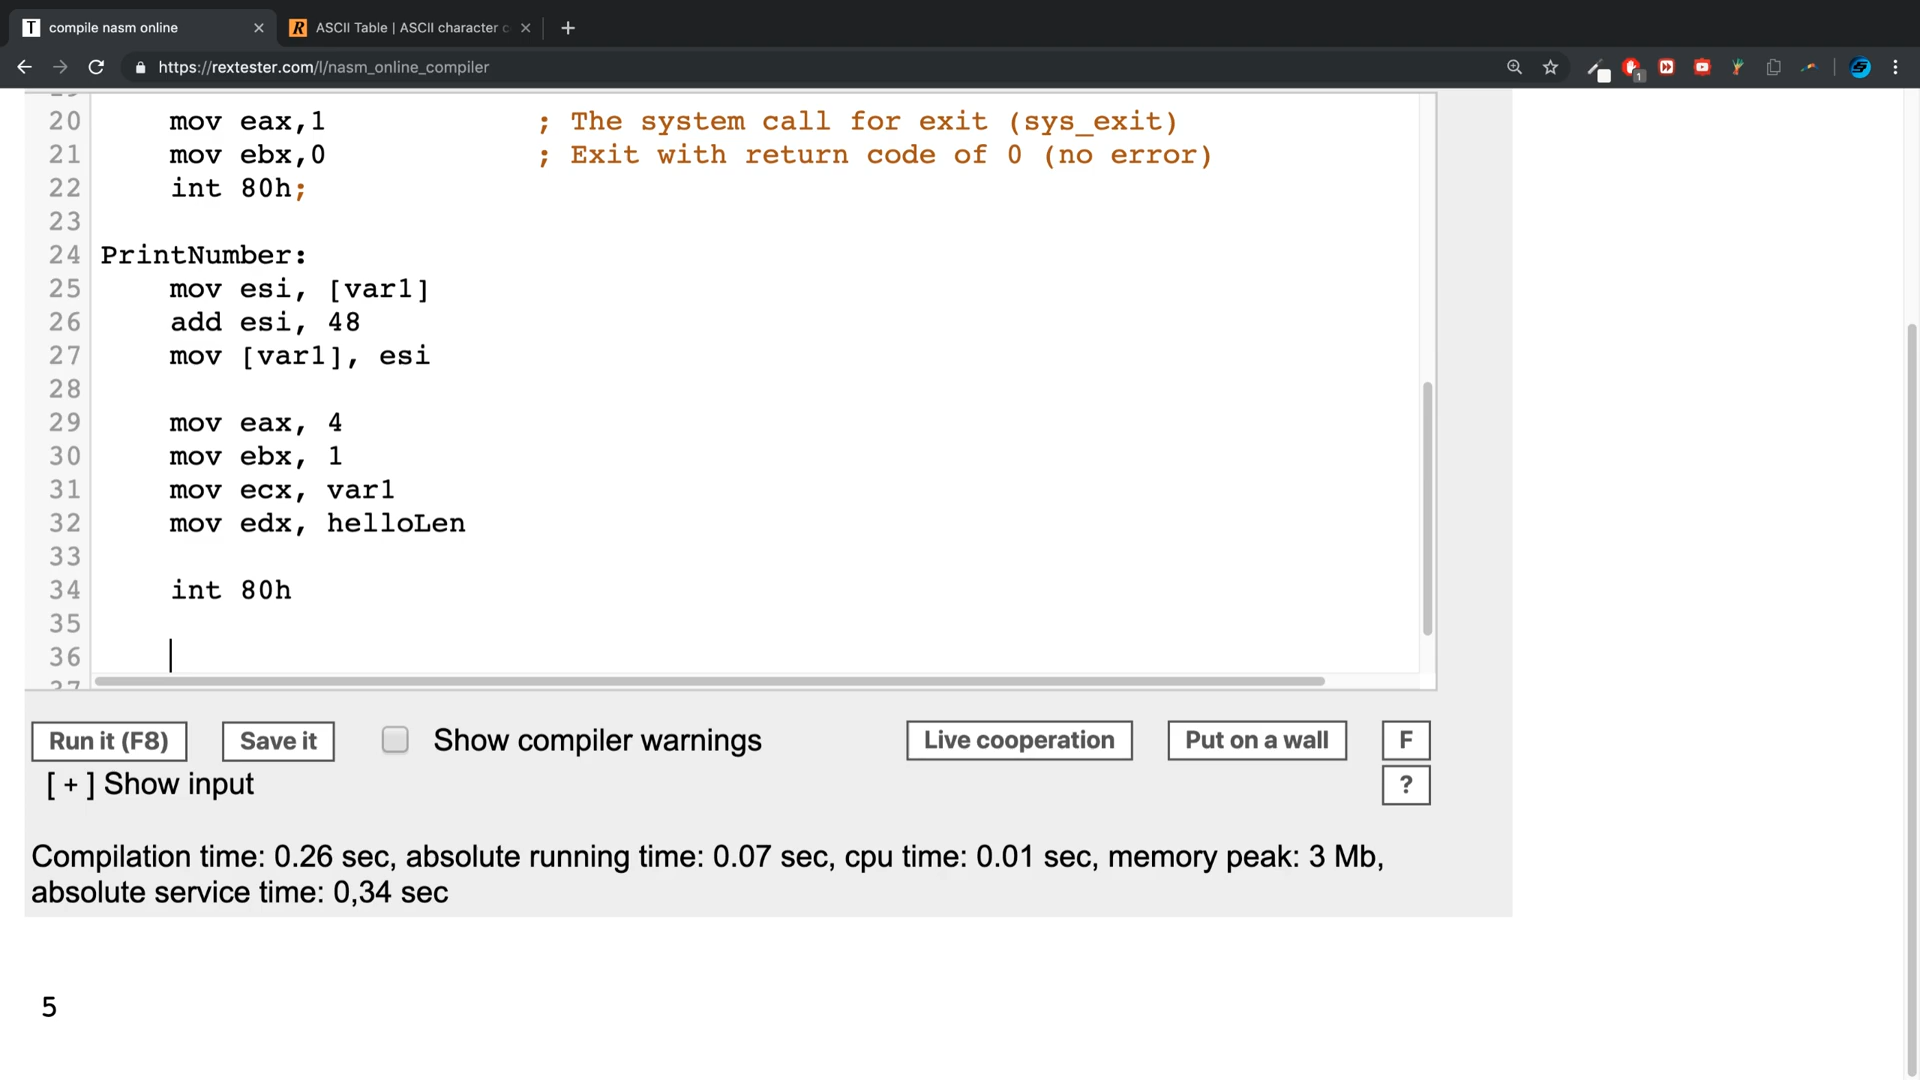 T compile nasm online
R ASCII Table | ASCII character c
https://rextester.com/l/nasm_online_compiler
1
20 mov eax,1 ; The system call for exit (sys_exit)
21 mov ebx,0 ; Exit with return code of 0 (no error)
22 int 80h;
23
24 PrintNumber:
25 mov esi, [var1]
26 add esi, 48
27 mov [var1], esi
28
29 mov eax, 4
30 mov ebx, 1
31 mov ecx, var1
32 mov edx, helloLen
33
34 int 80h
35
36
37
Run it (F8) Save it Show compiler warnings Live cooperation Put on a wall F
[ + ] Show input ?
Compilation time: 0.26 sec, absolute running time: 0.07 sec, cpu time: 0.01 sec, memory peak: 3 Mb,
absolute service time: 0,34 sec
5